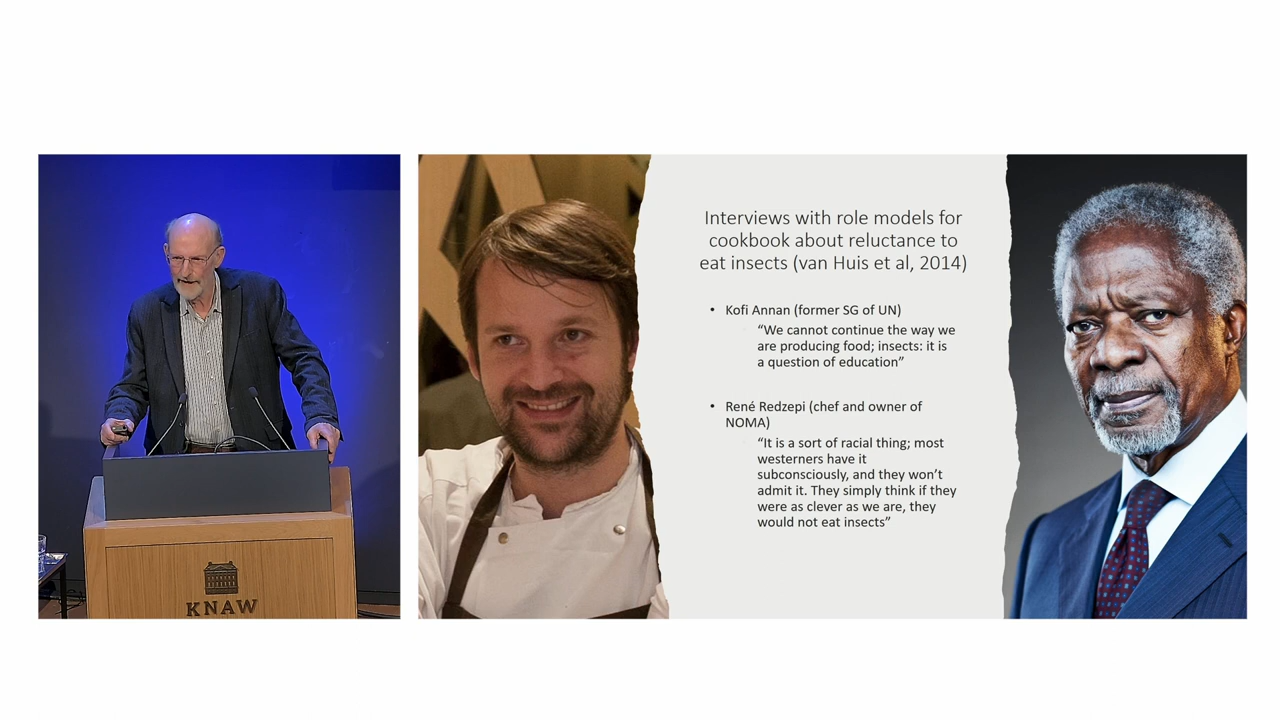 Interviews with role models for
cookbook about reluctance to
eat insects (van Huis et al, 2014)
• Kofi Annan (former SG of UN)
“We cannot continue the way we
are producing food; insects: it is
a question of education”
• René Redzepi (chef and owner of
NOMA)
“It is a sort of racial thing; most
westerners have it
subconsciously, and they won’t
admit it. They simply think if they
were as clever as we are, they
would not eat insects”
KNAW